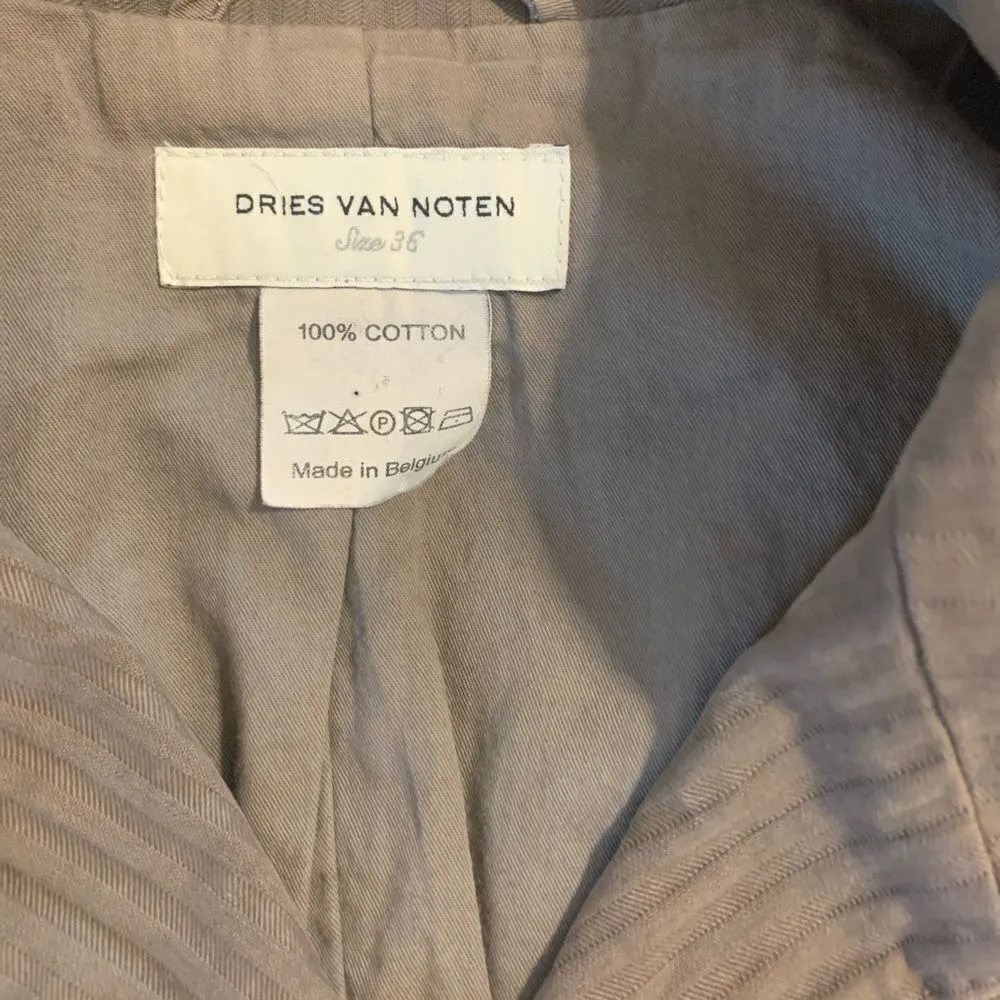 DRIES VAN NOTEN
Size 36
100% COTTON
P
Made in Belgium